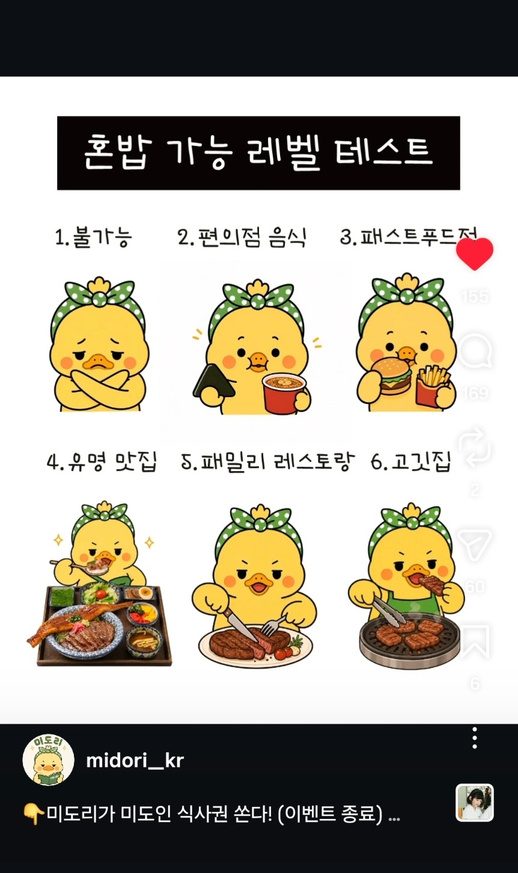 혼밥 가능 레벨 테스트
1.불가능
2.편의점 음식
3.패스트푸드점
4.유명 맛집
5.패밀리 레스토랑
6.고깃집
155
169
2
60
6
미도리
midori_kr
👇미도리가 미도인 식사권 쏜다! (이벤트 종료) ...